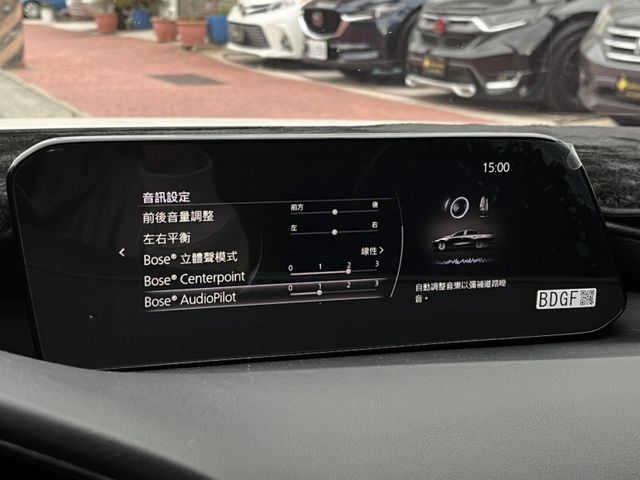 15:00
音訊設定
前後音量調整
前方 後
左右平衡
左 右
Bose® 立體聲模式
線性
Bose® Centerpoint
0 1 2 3
Bose® AudioPilot
0 1 2 3
自動調整音樂以彌補道路噪
音。
BDGF